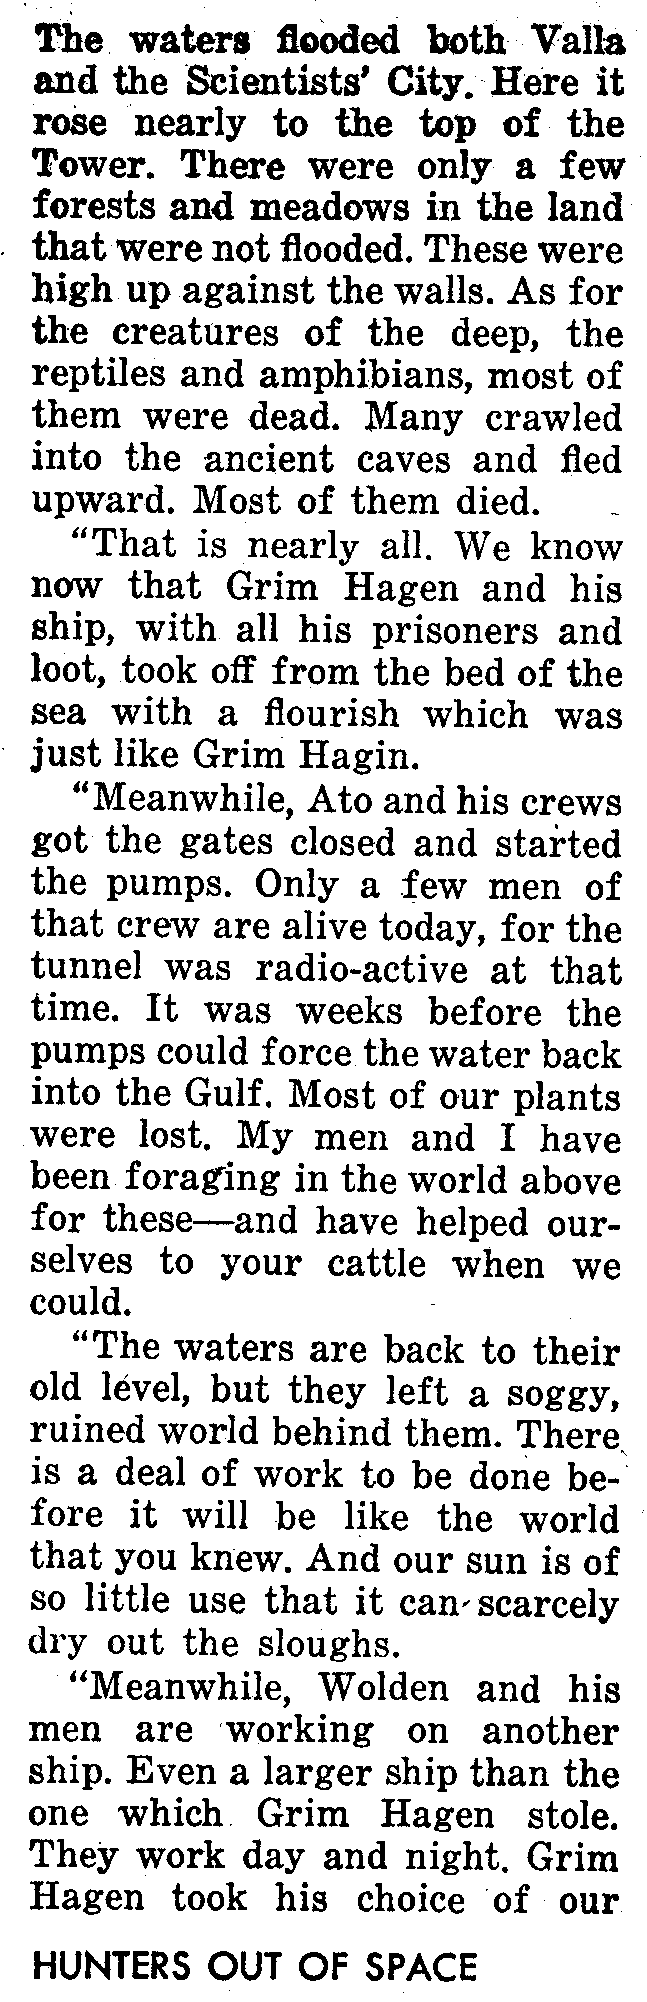 The waters flooded both Valla
and the Scientists' City. Here it
rose nearly to the top of the
Tower. There were only a few
forests and meadows in the land
that were not flooded. These were
high up against the walls. As for
the creatures of the deep, the
reptiles and amphibians, most of
them were dead. Many crawled
into the ancient caves and fled
upward. Most of them died.
"That is nearly all. We know
now that Grim Hagen and his
ship, with all his prisoners and
loot, took off from the bed of the
sea with a flourish which was
just like Grim Hagin.
"Meanwhile, Ato and his crews
got the gates closed and started
the pumps. Only a few men of
that crew are alive today, for the
tunnel was radio-active at that
time. It was weeks before the
pumps could force the water back
into the Gulf. Most of our plants
were lost. My men and I have
been foraging in the world above
for these—and have helped our-
selves to your cattle when we
could.
"The waters are back to their
old level, but they left a soggy,
ruined world behind them. There
is a deal of work to be done be-
fore it will be like the world
that you knew. And our sun is of
so little use that it can scarcely
dry out the sloughs.
"Meanwhile, Wolden and his
men are working on another
ship. Even a larger ship than the
one which Grim Hagen stole.
They work day and night. Grim
Hagen took his choice of our
HUNTERS OUT OF SPACE